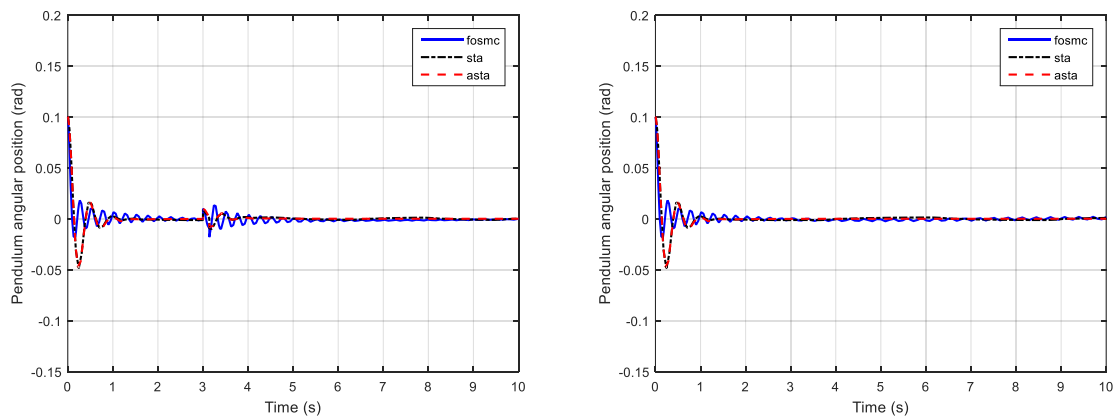 0.2
0.15
0.1
0.05
0
-0.05
-0.1
-0.15
Pendulum angular position (rad)
fosmc
sta
asta
0 1 2 3 4 5 6 7 8 9 10
Time (s)
0.2
0.15
0.1
0.05
0
-0.05
-0.1
-0.15
Pendulum angular position (rad)
fosmc
sta
asta
0 1 2 3 4 5 6 7 8 9 10
Time (s)